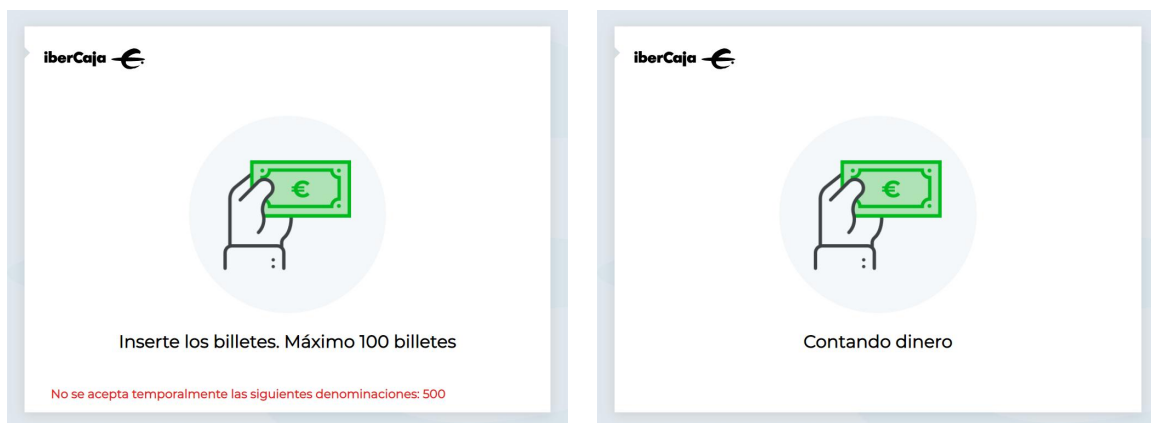 iberCaja
€
Inserte los billetes. Máximo 100 billetes
No se acepta temporalmente las siguientes denominaciones: 500
iberCaja
€
Contando dinero